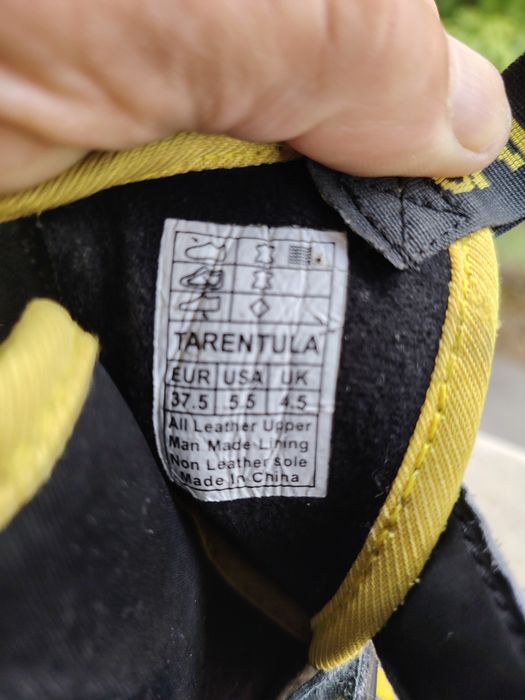 TARENTULA
EUR USA UK
37.5 5.5 4.5
All Leather Upper
Man Made Lining
Non Leather Sole
Made In China